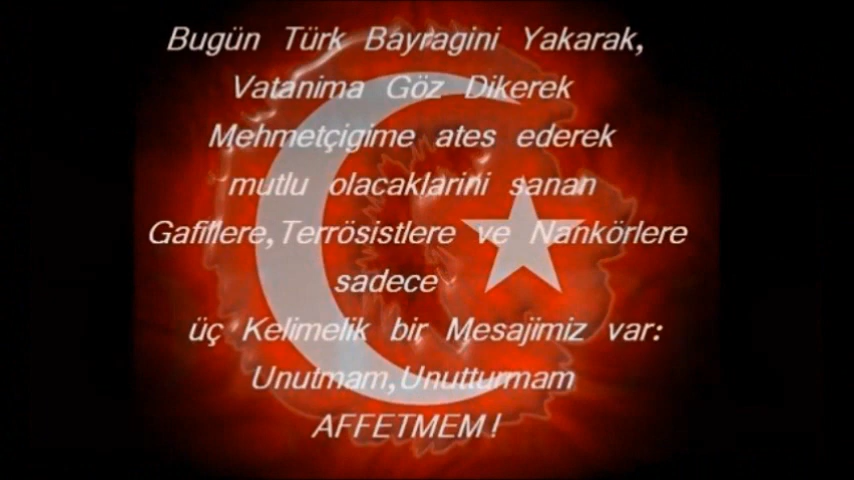 Bugün Türk Bayragini Yakarak,
Vatanima Göz Dikerek
Mehmetçigime ates ederek
mutlu olacaklarini sanan
Gafillere,Terrösistlere ve Nankörlere
sadece
üç Kelimelik bir Mesajimiz var:
Unutmam,Unutturmam
AFFETMEM!